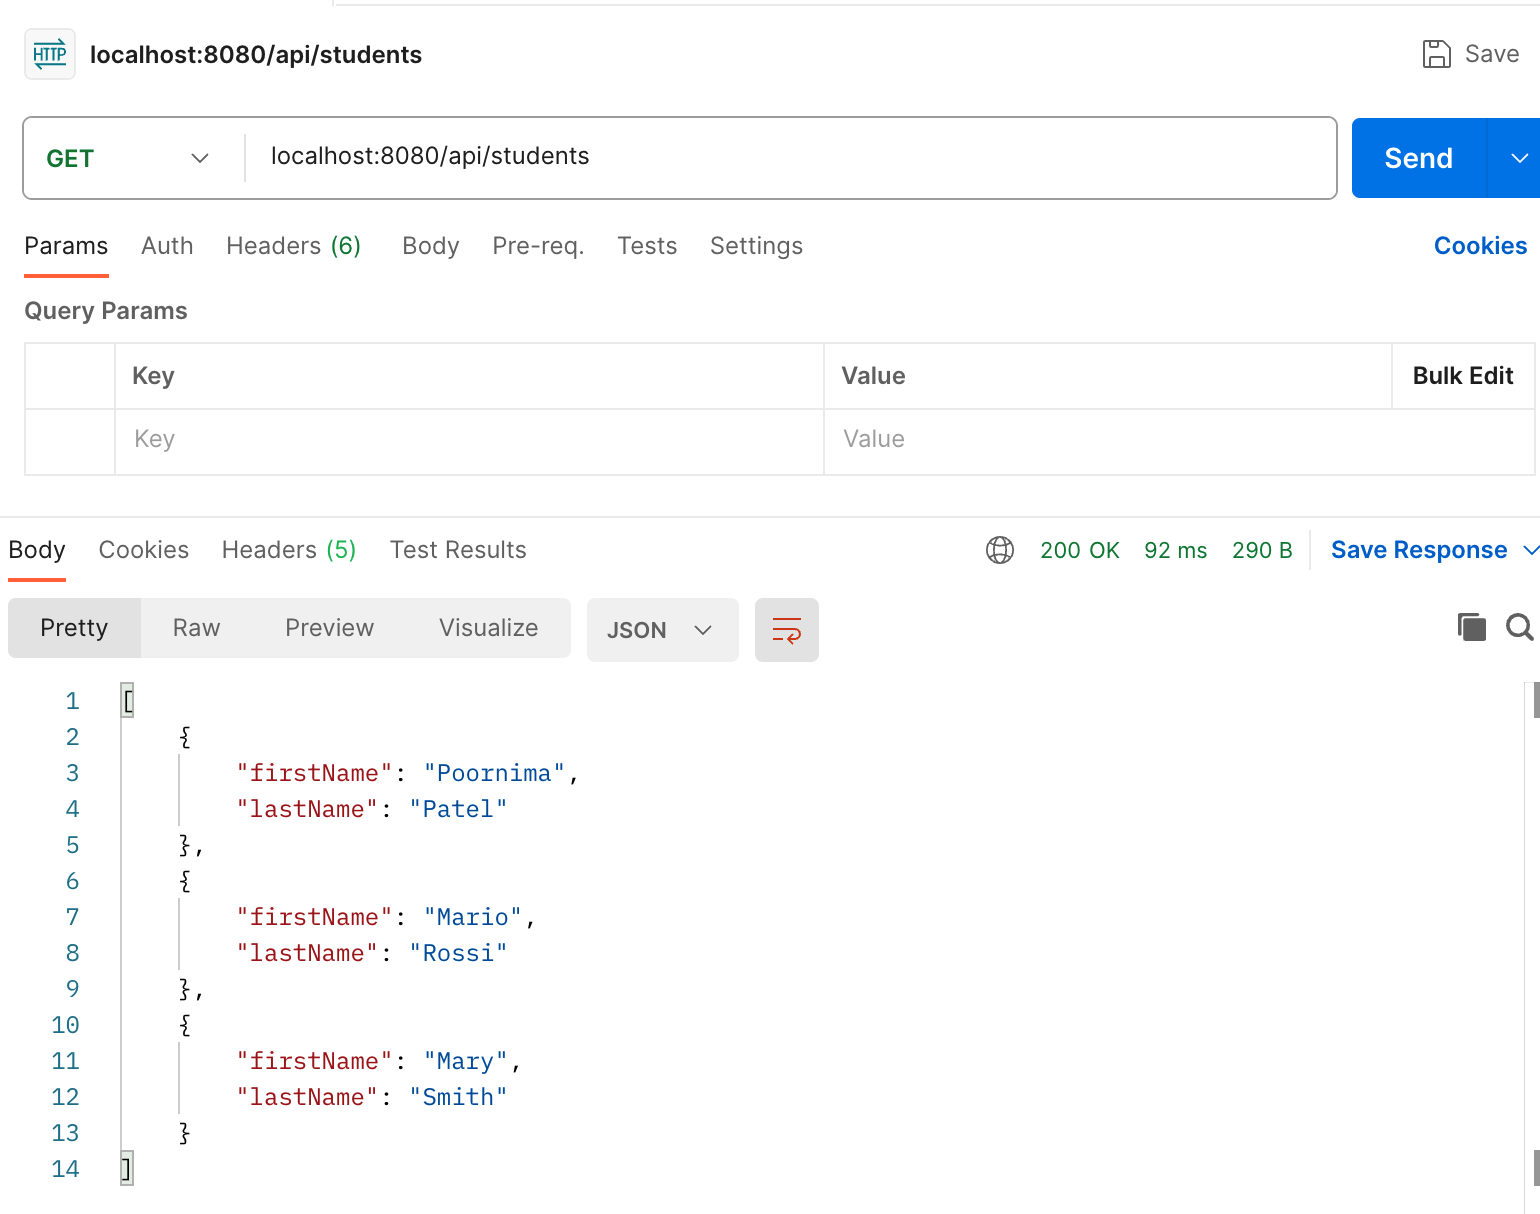 HTTP localhost:8080/api/students Save
GET localhost:8080/api/students Send
Params Auth Headers (6) Body Pre-req. Tests Settings Cookies
Query Params
Key Value Bulk Edit
Key Value
Body Cookies Headers (5) Test Results 200 OK 92 ms 290 B Save Response
Pretty Raw Preview Visualize JSON
1 [
2 {
3 "firstName": "Poornima",
4 "lastName": "Patel"
5 },
6 {
7 "firstName": "Mario",
8 "lastName": "Rossi"
9 },
10 {
11 "firstName": "Mary",
12 "lastName": "Smith"
13 }
14 ]